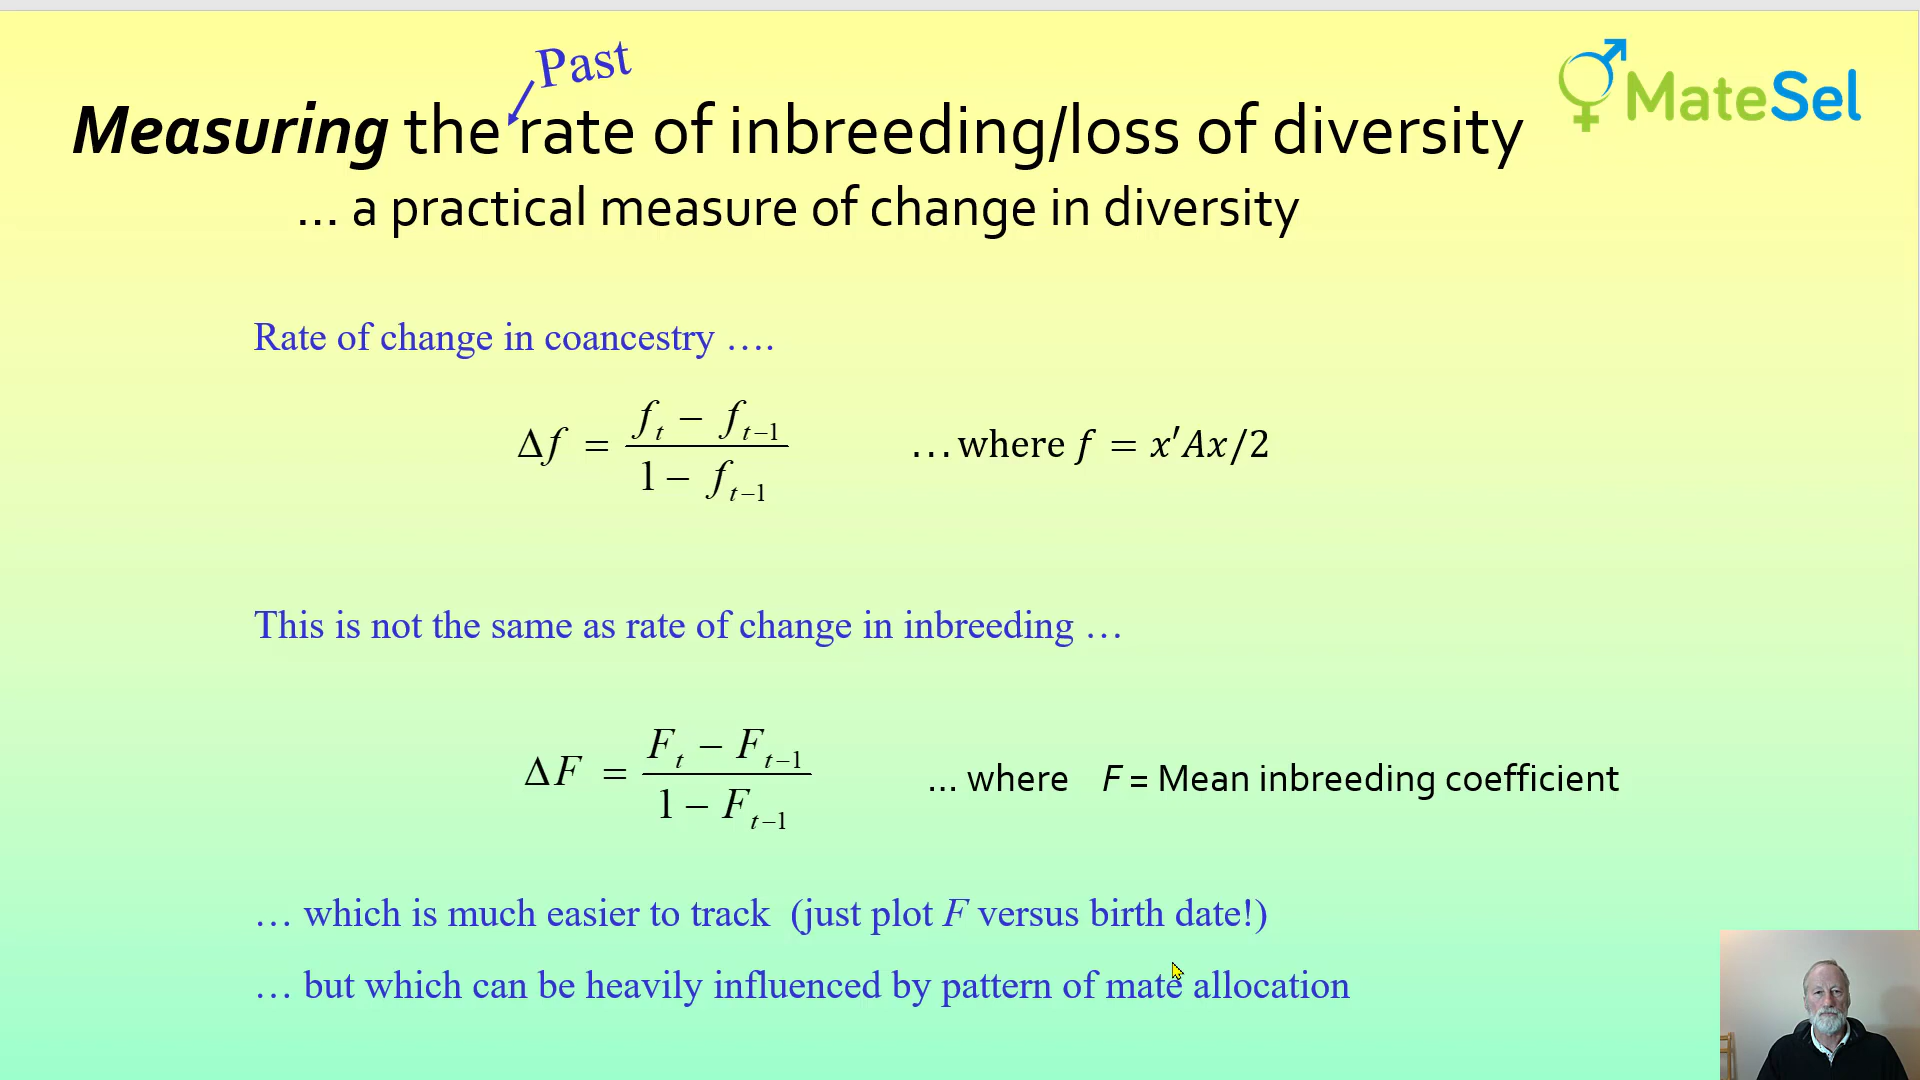 Past
Measuring the rate of inbreeding/loss of diversity
MateSel
... a practical measure of change in diversity
Rate of change in coancestry ....
Δf = (f_t − f_{t−1}) / (1 − f_{t−1}) ...where f = x′Ax/2
This is not the same as rate of change in inbreeding ...
ΔF = (F_t − F_{t−1}) / (1 − F_{t−1}) ... where F = Mean inbreeding coefficient
... which is much easier to track (just plot F versus birth date!)
... but which can be heavily influenced by pattern of mate allocation